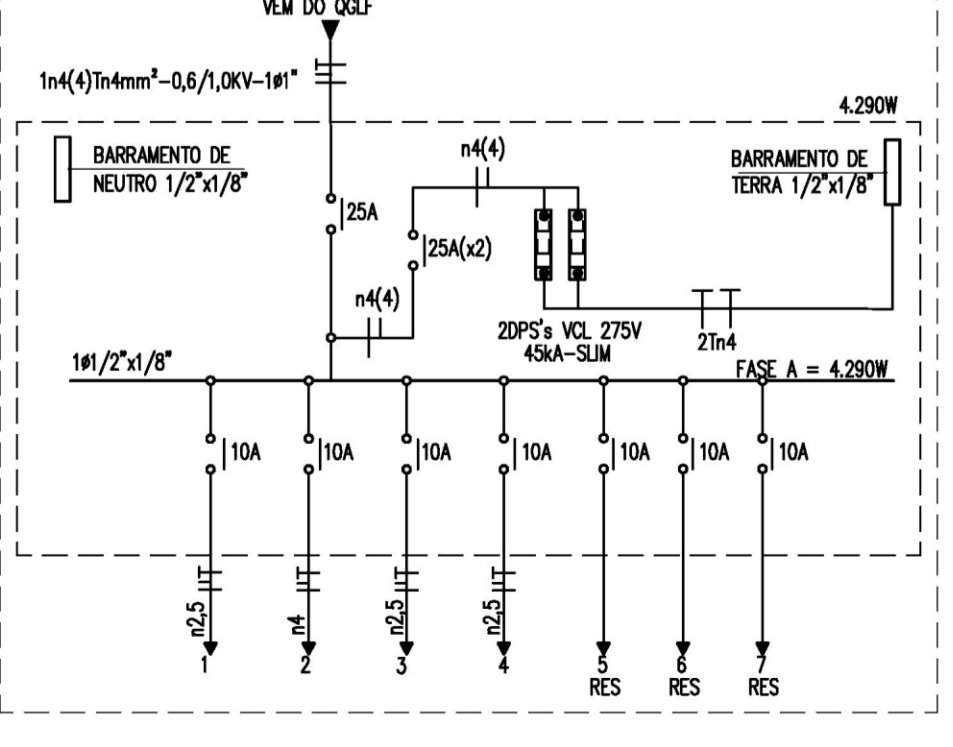 VEM DO QGLF
1n4(4)Tn4mm²-0,6/1,0KV-1ø1"
4.290W
BARRAMENTO DE
NEUTRO 1/2"x1/8"
n4(4)
BARRAMENTO DE
TERRA 1/2"x1/8"
25A
25A(x2)
n4(4)
2DPS's VCL 275V
45kA-SLIM
2Tn4
1ø1/2"x1/8"
FASE A = 4.290W
10A
10A
10A
10A
10A
10A
10A
n2,5
n4
n2,5
n2,5
1
2
3
4
5
6
7
RES
RES
RES